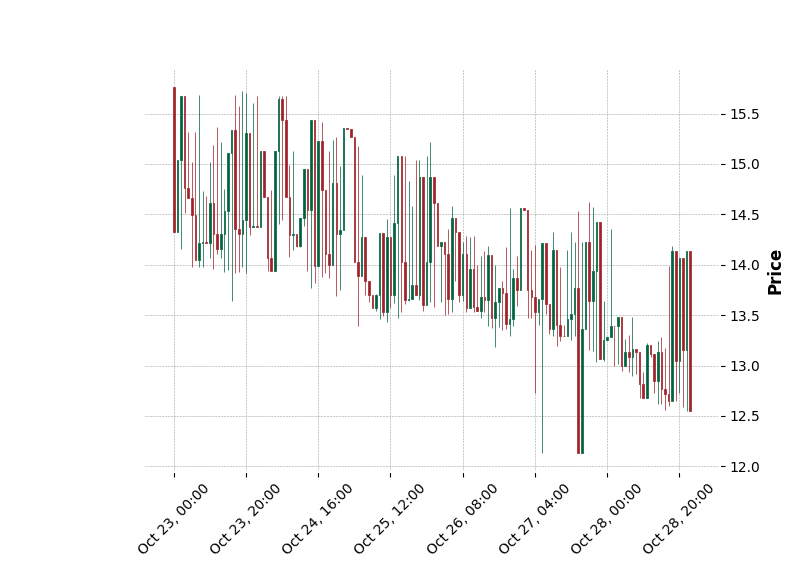 15.5
15.0
14.5
14.0
13.5
13.0
12.5
12.0
Price
Oct 23, 00:00
Oct 23, 20:00
Oct 24, 16:00
Oct 25, 12:00
Oct 26, 08:00
Oct 27, 04:00
Oct 28, 00:00
Oct 28, 20:00